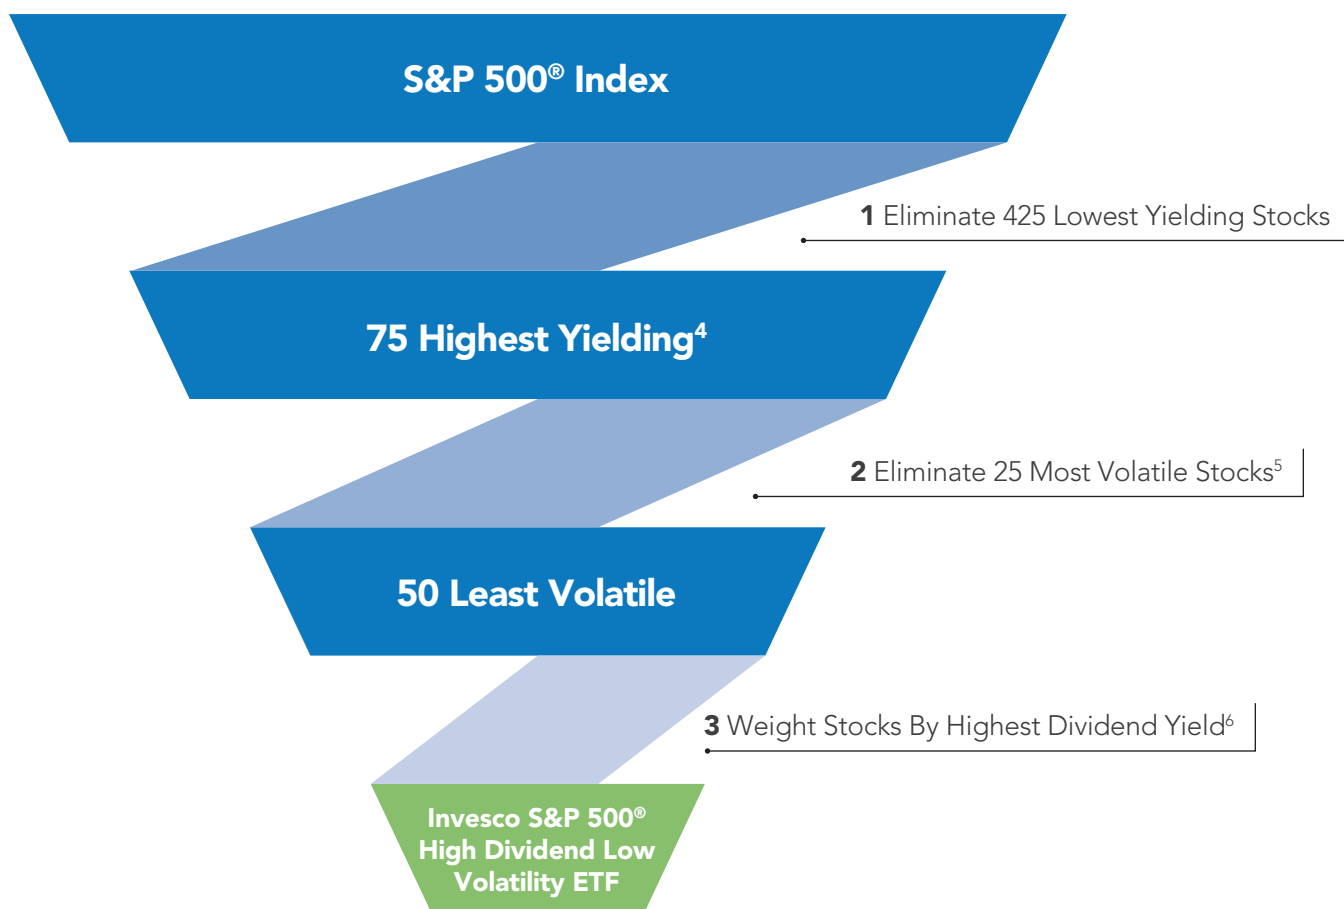 S&P 500® Index
1 Eliminate 425 Lowest Yielding Stocks
75 Highest Yielding⁴
2 Eliminate 25 Most Volatile Stocks⁵
50 Least Volatile
3 Weight Stocks By Highest Dividend Yield⁶
Invesco S&P 500®
High Dividend Low
Volatility ETF